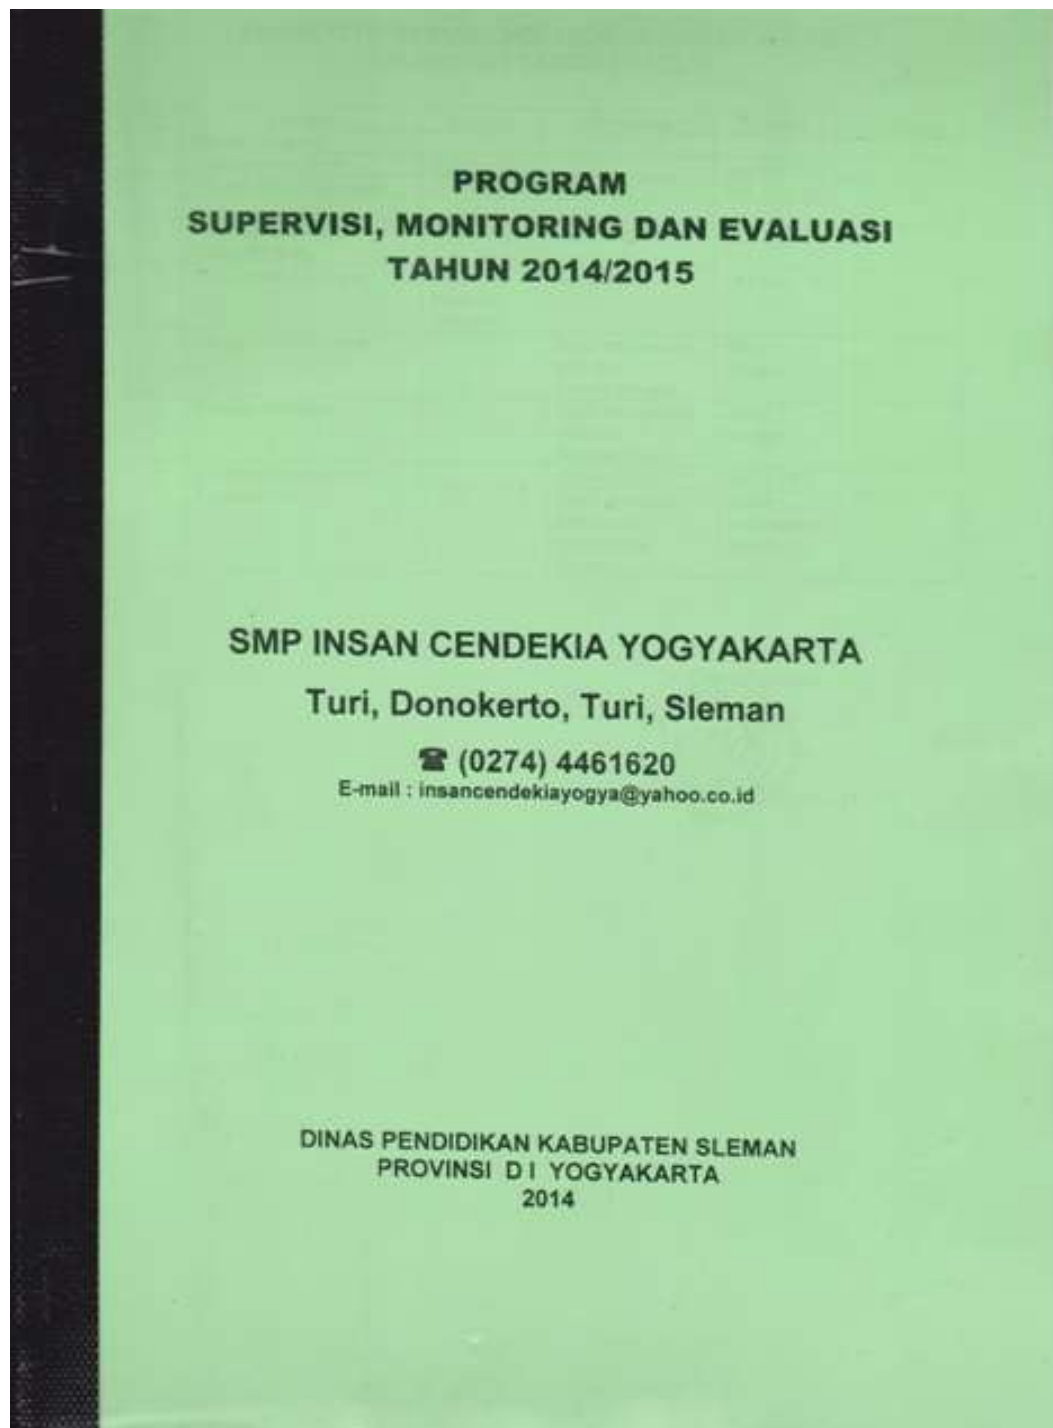 PROGRAM
SUPERVISI, MONITORING DAN EVALUASI
TAHUN 2014/2015
SMP INSAN CENDEKIA YOGYAKARTA
Turi, Donokerto, Turi, Sleman
☎ (0274) 4461620
E-mail : insancendekiayogya@yahoo.co.id
DINAS PENDIDIKAN KABUPATEN SLEMAN
PROVINSI D I YOGYAKARTA
2014